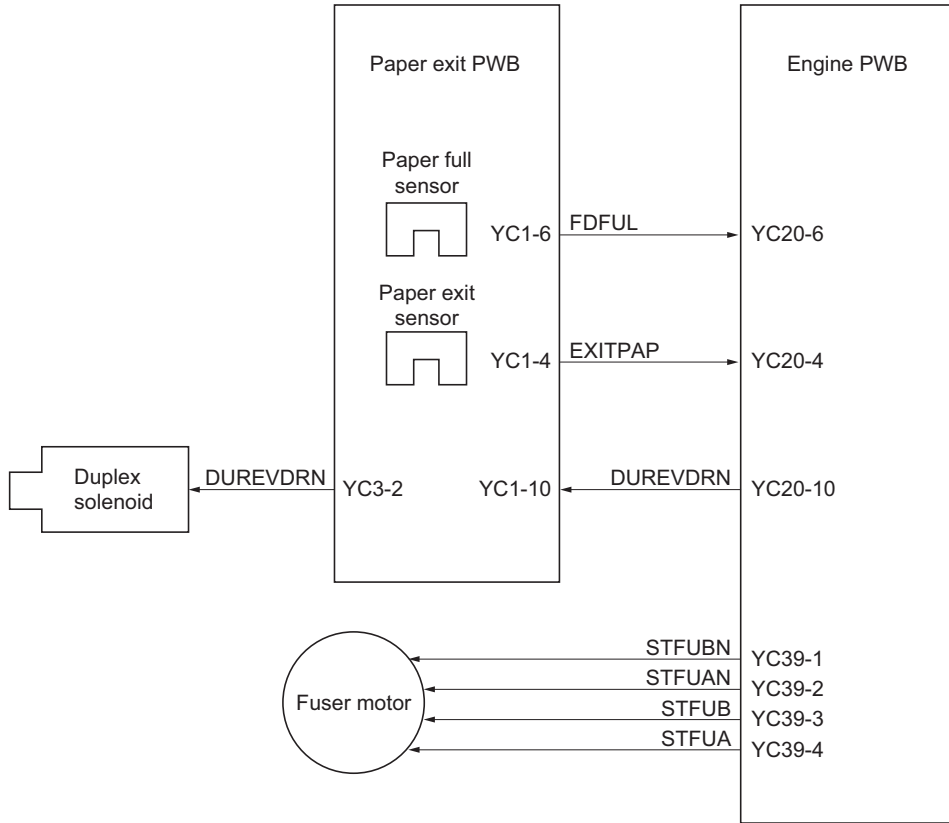 Paper exit PWB
Engine PWB
Paper full
sensor
YC1-6
FDFUL
YC20-6
Paper exit
sensor
YC1-4
EXITPAP
YC20-4
Duplex
solenoid
DUREVDRN
YC3-2
YC1-10
DUREVDRN
YC20-10
Fuser motor
STFUBN
YC39-1
STFUAN
YC39-2
STFUB
YC39-3
STFUA
YC39-4